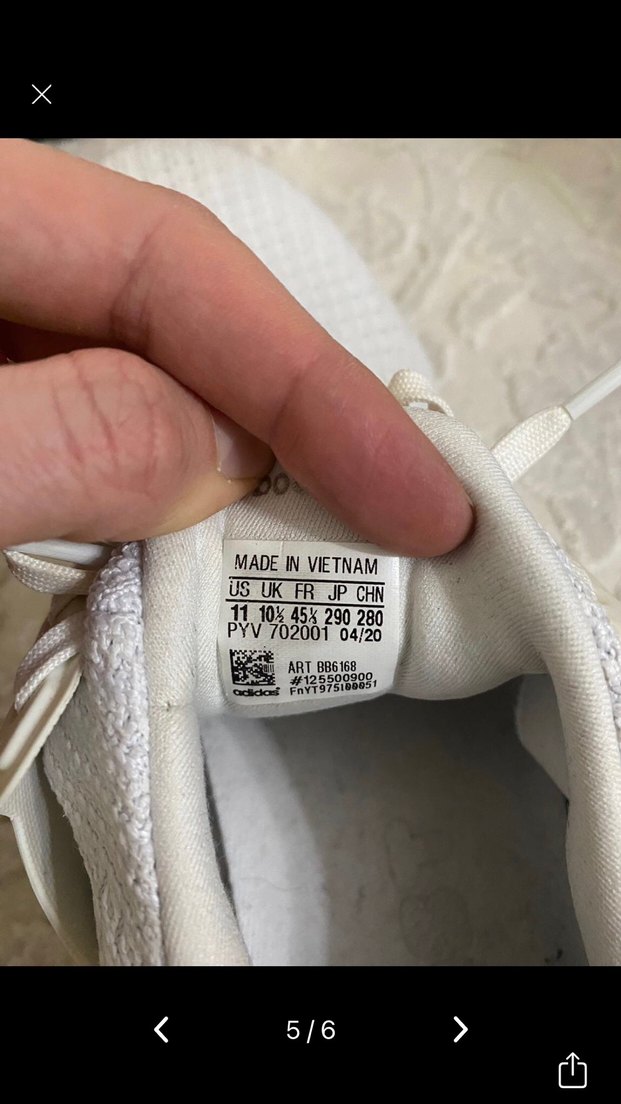 MADE IN VIETNAM
US UK FR JP CHN
11 10½ 45⅓ 290 280
PYV 702001 04/20
ART BB6168
#125500900
adidas
5 / 6